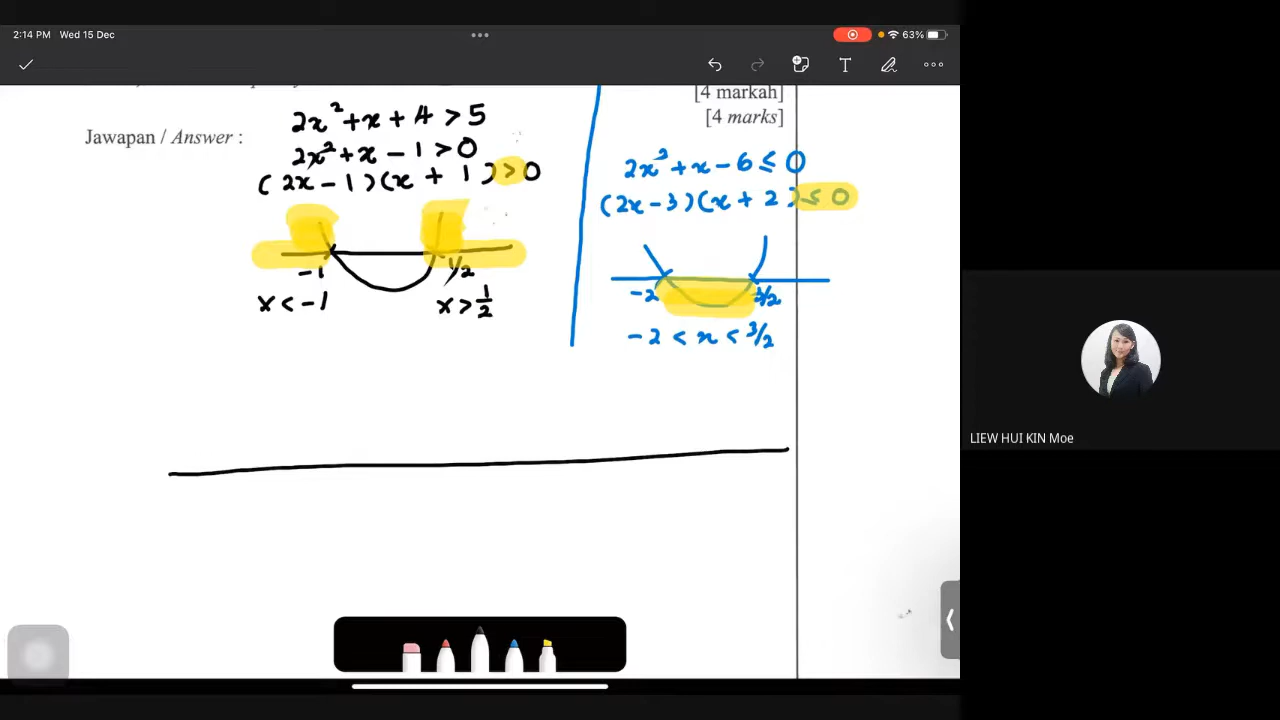 2:14 PM Wed 15 Dec
63%
T
[4 markah]
[4 marks]
Jawapan / Answer :
2x² + x + 4 > 5
2x² + x − 1 > 0
(2x − 1)(x + 1) > 0
−1
1/2
x < −1
x > 1/2
2x² + x − 6 ≤ 0
(2x − 3)(x + 2) ≤ 0
−2
3/2
−2 < x < 3/2
LIEW HUI KIN Moe